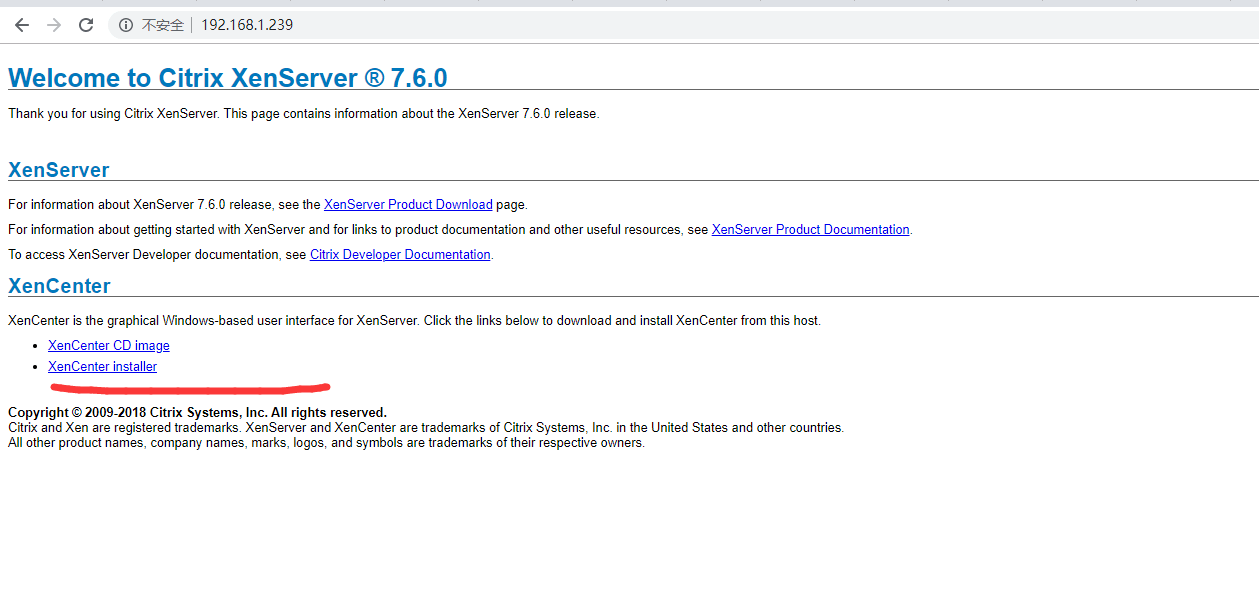 不安全 192.168.1.239
Welcome to Citrix XenServer ® 7.6.0
Thank you for using Citrix XenServer. This page contains information about the XenServer 7.6.0 release.
XenServer
For information about XenServer 7.6.0 release, see the XenServer Product Download page.
For information about getting started with XenServer and for links to product documentation and other useful resources, see XenServer Product Documentation.
To access XenServer Developer documentation, see Citrix Developer Documentation.
XenCenter
XenCenter is the graphical Windows-based user interface for XenServer. Click the links below to download and install XenCenter from this host.
• XenCenter CD image
• XenCenter installer
Copyright © 2009-2018 Citrix Systems, Inc. All rights reserved.
Citrix and Xen are registered trademarks. XenServer and XenCenter are trademarks of Citrix Systems, Inc. in the United States and other countries.
All other product names, company names, marks, logos, and symbols are trademarks of their respective owners.